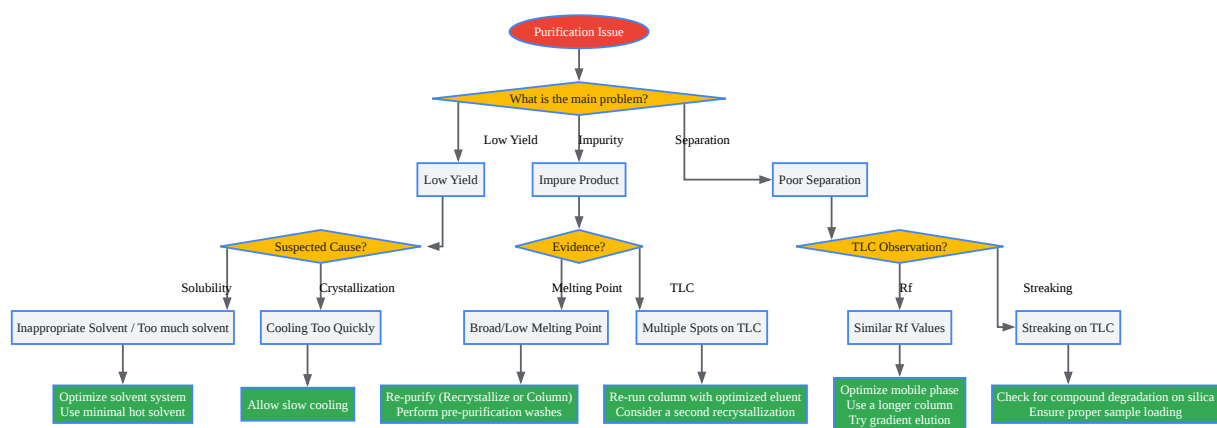 Purification Issue
What is the main problem?
Low Yield
Impurity
Separation
Low Yield
Impure Product
Poor Separation
Suspected Cause?
Evidence?
TLC Observation?
Solubility
Crystallization
Melting Point
TLC
Rf
Streaking
Inappropriate Solvent / Too much solvent
Cooling Too Quickly
Broad/Low Melting Point
Multiple Spots on TLC
Similar Rf Values
Streaking on TLC
Optimize solvent system
Use minimal hot solvent
Allow slow cooling
Re-purify (Recrystallize or Column)
Perform pre-purification washes
Re-run column with optimized eluent
Consider a second recrystallization
Optimize mobile phase
Use a longer column
Try gradient elution
Check for compound degradation on silica
Ensure proper sample loading